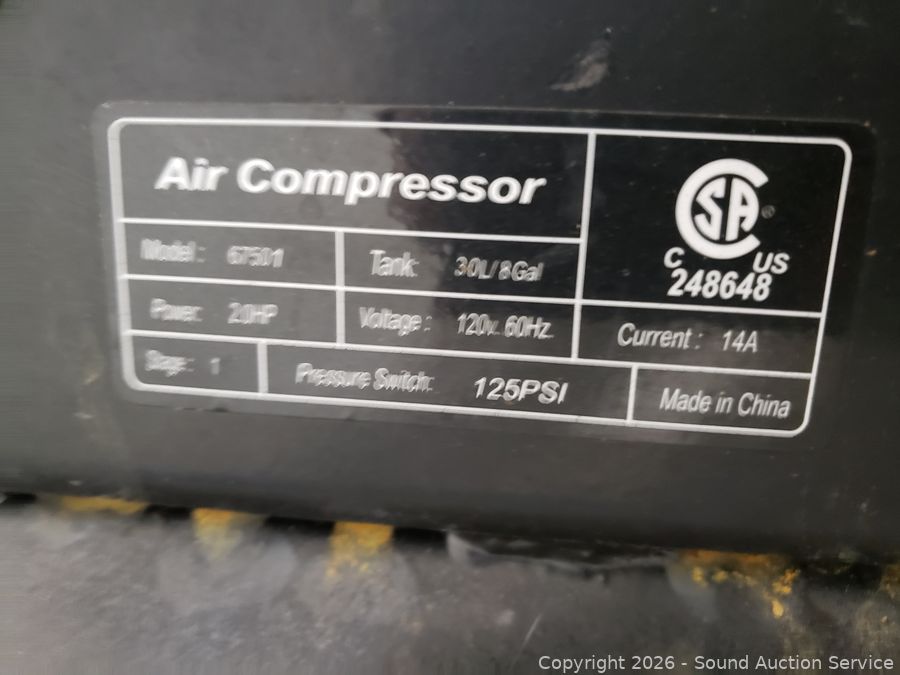 Air Compressor
CSA ®
C US
248648
Model: 67501
Tank: 30L/8Gal
Power: 2.0HP
Voltage: 120v. 60Hz.
Current: 14A
Stage: 1
Pressure Switch: 125PSI
Made in China
Copyright © 2026 - Sound Auction Service